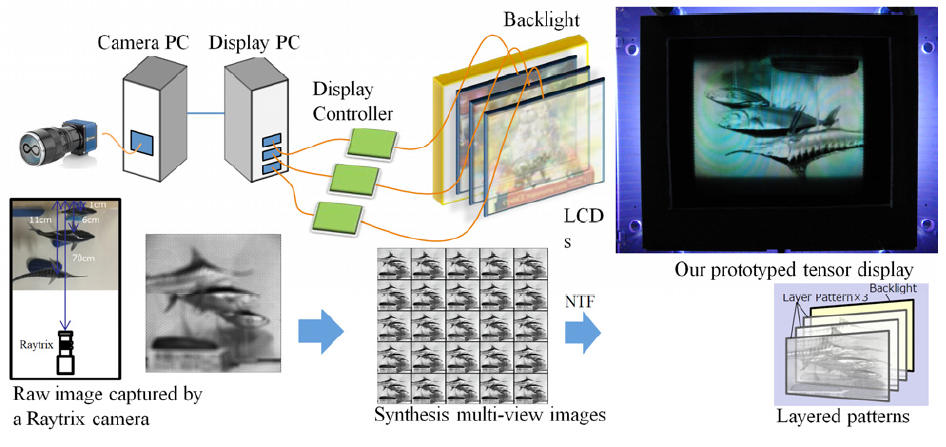 Camera PC
Display PC
Display
Controller
Backlight
LCD
s
1cm
11cm
6cm
70cm
Raytrix
Raw image captured by
a Raytrix camera
Synthesis multi-view images
NTF
Our prototyped tensor display
Backlight
Layer Pattern×3
Layered patterns